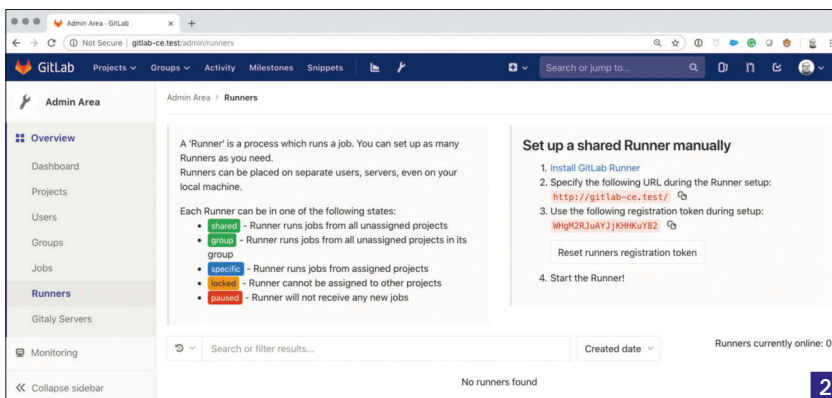 Admin Area · GitLab
Not Secure | gitlab-ce.test/admin/runners
GitLab Projects Groups Activity Milestones Snippets Search or jump to...
Admin Area
Overview
Dashboard
Projects
Users
Groups
Jobs
Runners
Gitaly Servers
Monitoring
Collapse sidebar
Admin Area > Runners
A 'Runner' is a process which runs a job. You can set up as many
Runners as you need.
Runners can be placed on separate users, servers, even on your
local machine.
Each Runner can be in one of the following states:
• shared - Runner runs jobs from all unassigned projects
• group - Runner runs jobs from all unassigned projects in its
group
• specific - Runner runs jobs from assigned projects
• locked - Runner cannot be assigned to other projects
• paused - Runner will not receive any new jobs
Set up a shared Runner manually
1. Install GitLab Runner
2. Specify the following URL during the Runner setup:
http://gitlab-ce.test/
3. Use the following registration token during setup:
WHgM2RJuAYJjKHHKuY82
Reset runners registration token
4. Start the Runner!
Search or filter results...
Created date
Runners currently online: 0
No runners found
2